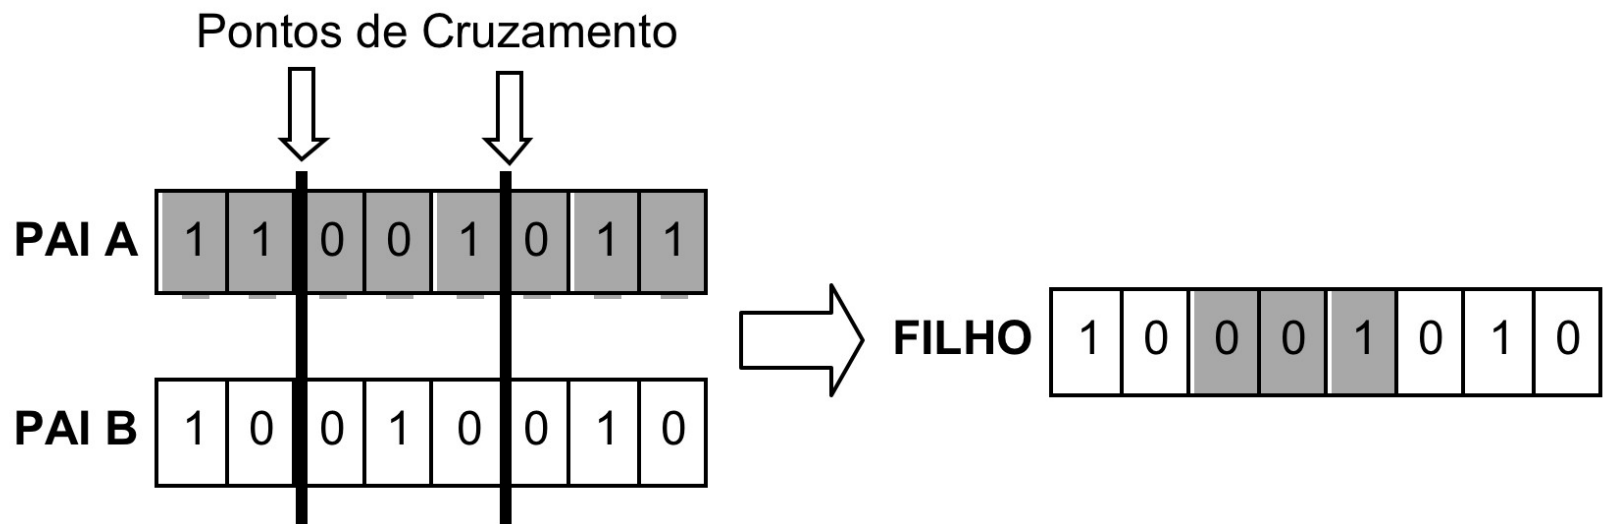 Pontos de Cruzamento
PAI A 1 1 0 0 1 0 1 1
FILHO 1 0 0 0 1 0 1 0
PAI B 1 0 0 1 0 0 1 0